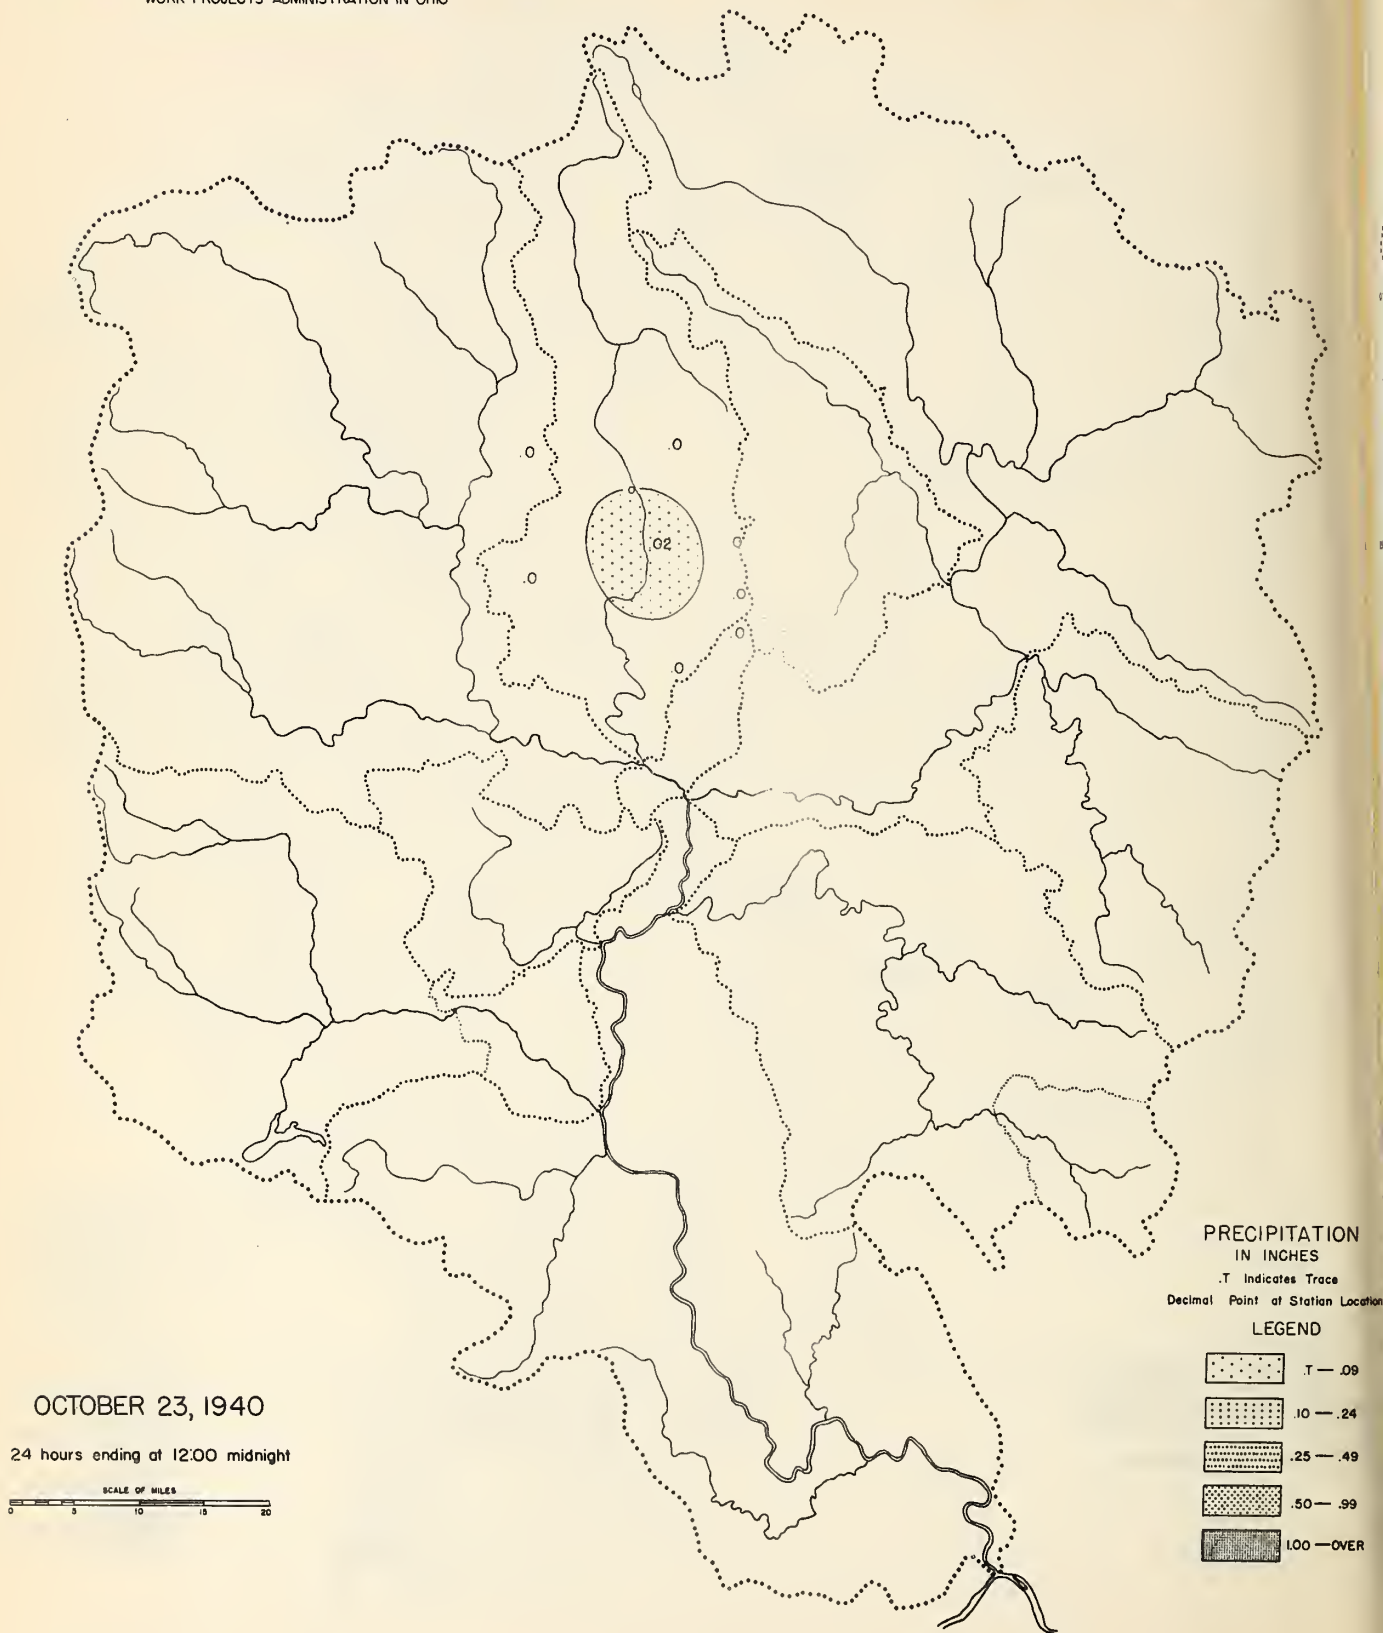 WORK PROJECTS ADMINISTRATION IN OHIO
.0
.0
0
.02
0
.0
.0
.0
.0
PRECIPITATION
IN INCHES
.T Indicates Trace
Decimal Point at Station Location
LEGEND
.T — .09
.10 — .24
.25 — .49
.50 — .99
1.00 — OVER
OCTOBER 23, 1940
24 hours ending at 12:00 midnight
SCALE OF MILES
0 5 10 15 20